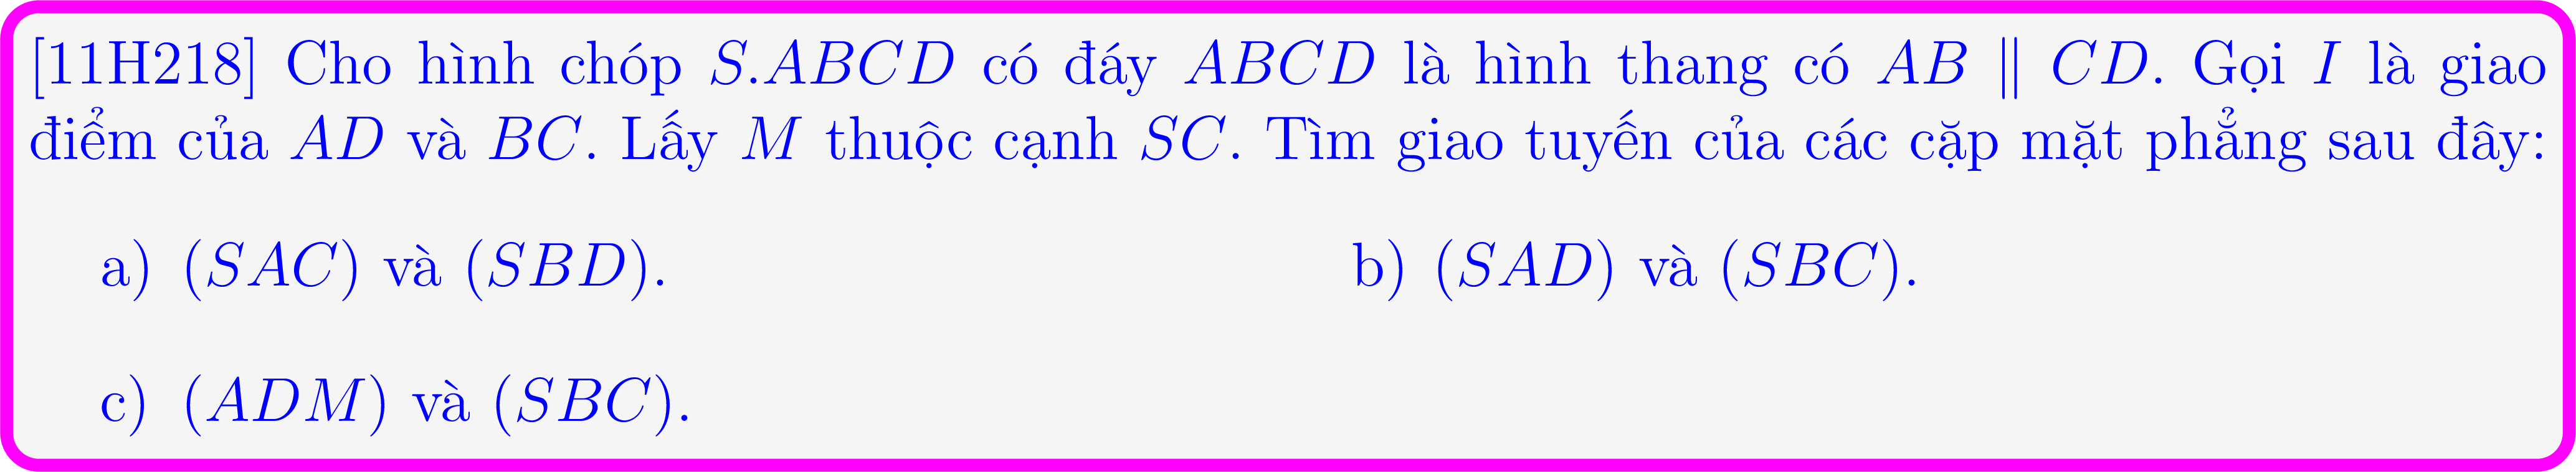 [11H218] Cho hình chóp S.ABCD có đáy ABCD là hình thang có AB ∥ CD. Gọi I là giao
điểm của AD và BC. Lấy M thuộc cạnh SC. Tìm giao tuyến của các cặp mặt phẳng sau đây:
a) (SAC) và (SBD). b) (SAD) và (SBC).
c) (ADM) và (SBC).